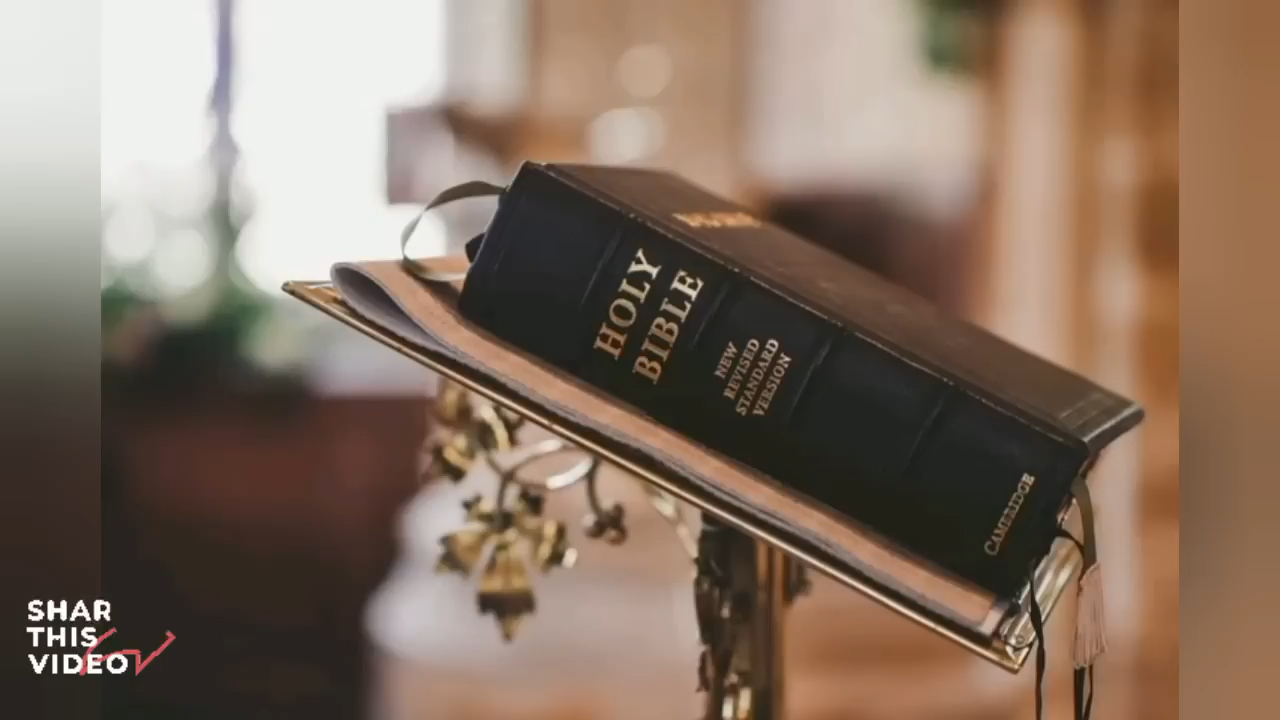 HOLY
BIBLE
NEW
REVISED
STANDARD
VERSION
CAMBRIDGE
SHAR
THIS
VIDEO